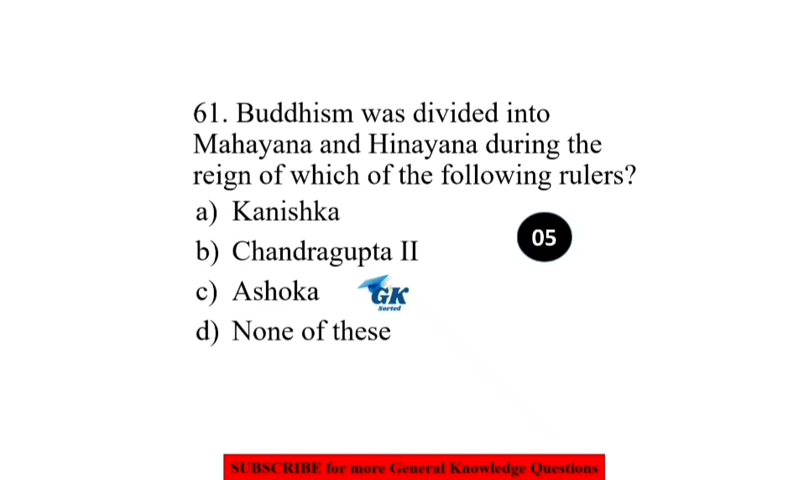 61. Buddhism was divided into
Mahayana and Hinayana during the
reign of which of the following rulers?
a) Kanishka
05
b) Chandragupta II
c) Ashoka
GK
Sorted
d) None of these
SUBSCRIBE for more General Knowledge Questions